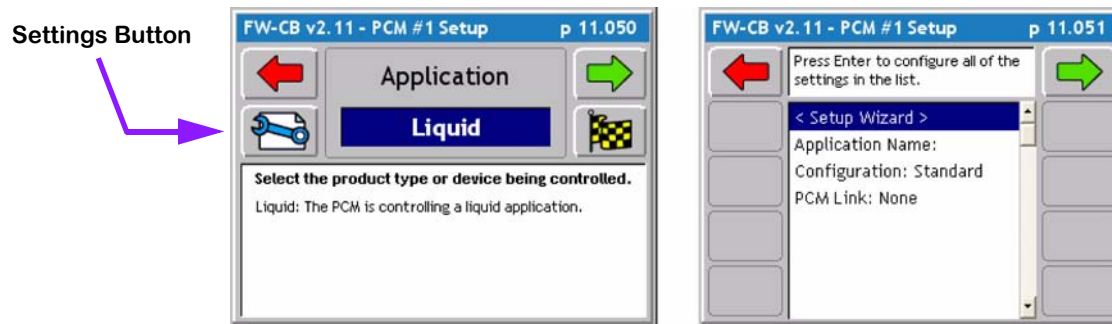 Settings Button
FW-CB v2.11 - PCM #1 Setup p 11.050
Application
Liquid
Select the product type or device being controlled.
Liquid: The PCM is controlling a liquid application.
FW-CB v2.11 - PCM #1 Setup p 11.051
Press Enter to configure all of the
settings in the list.
< Setup Wizard >
Application Name:
Configuration: Standard
PCM Link: None